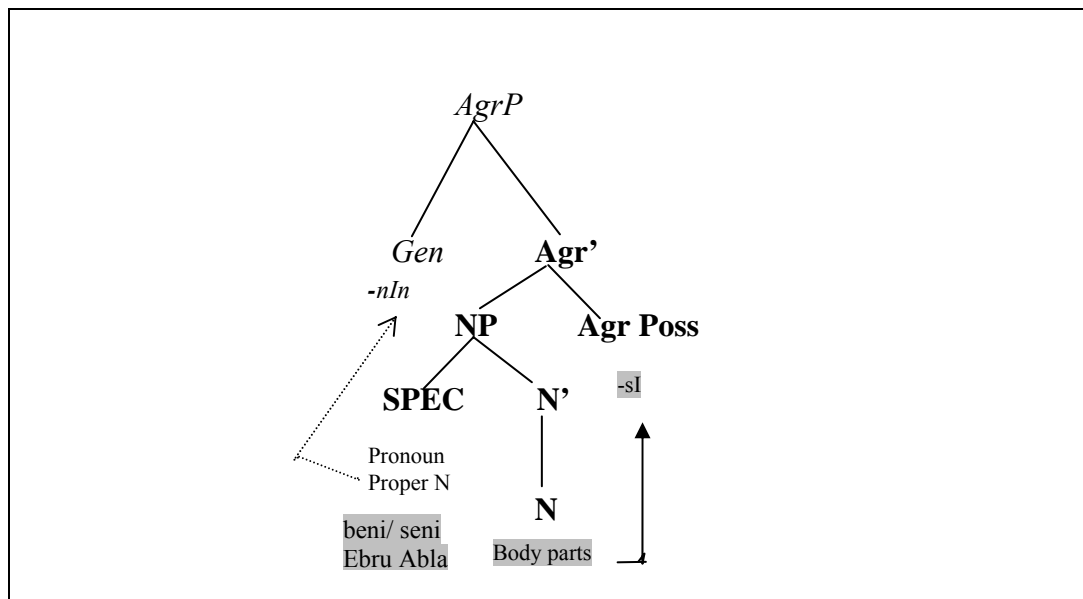 AgrP
Gen Agr’
-nIn
NP Agr Poss
SPEC N’ -sI
Pronoun
Proper N
N
beni/ seni
Ebru Abla Body parts